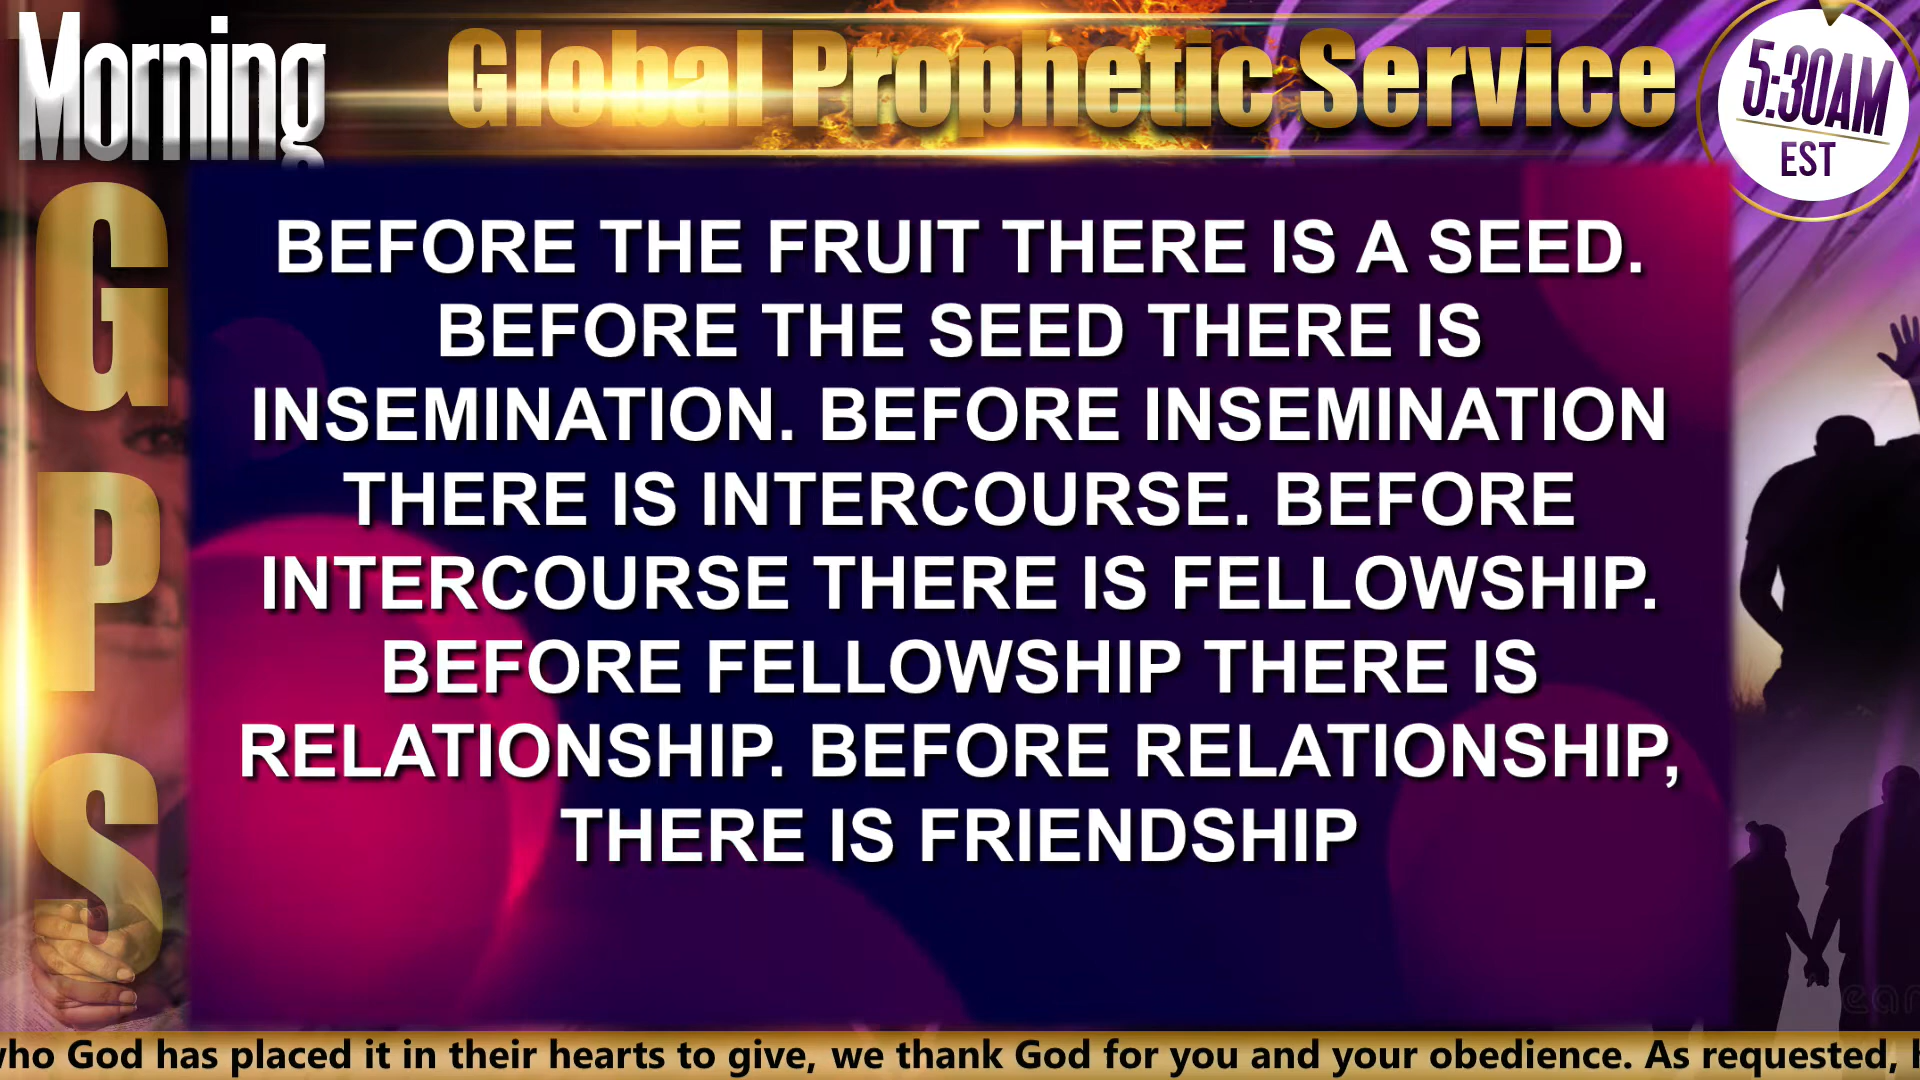 Morning
Global Prophetic Service
5:30AM
EST
G
P
S
BEFORE THE FRUIT THERE IS A SEED.
BEFORE THE SEED THERE IS
INSEMINATION. BEFORE INSEMINATION
THERE IS INTERCOURSE. BEFORE
INTERCOURSE THERE IS FELLOWSHIP.
BEFORE FELLOWSHIP THERE IS
RELATIONSHIP. BEFORE RELATIONSHIP,
THERE IS FRIENDSHIP
who God has placed it in their hearts to give, we thank God for you and your obedience. As requested,